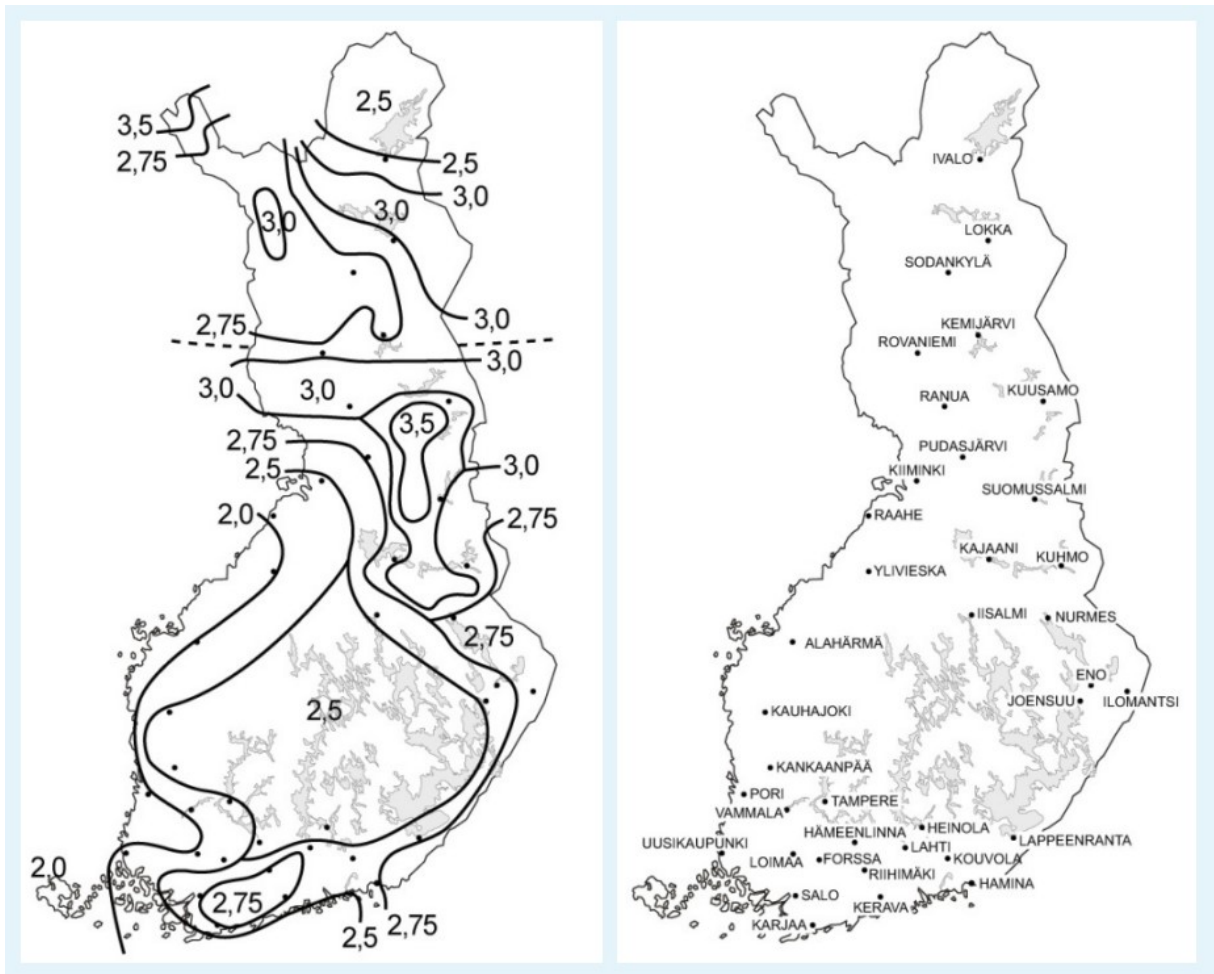 2,5
3,5
2,75
2,5
3,0
3,0
3,0
2,75
3,0
3,0
3,0
3,0
3,5
2,75
2,5
3,0
2,0
2,75
2,75
2,5
2,0
2,75
2,5
2,75
IVALO
LOKKA
SODANKYLÄ
KEMIJÄRVI
ROVANIEMI
RANUA
KUUSAMO
PUDASJÄRVI
KIIMINKI
SUOMUSSALMI
RAAHE
KAJAANI
KUHMO
YLIVIESKA
IISALMI
NURMES
ALAHÄRMÄ
ENO
JOENSUU
ILOMANTSI
KAUHAJOKI
KANKAANPÄÄ
PORI
TAMPERE
VAMMALA
HÄMEENLINNA
HEINOLA
UUSIKAUPUNKI
LAHTI
LAPPEENRANTA
LOIMAA
FORSSA
KOUVOLA
RIIHIMÄKI
HAMINA
SALO
KERAVA
KARJAA